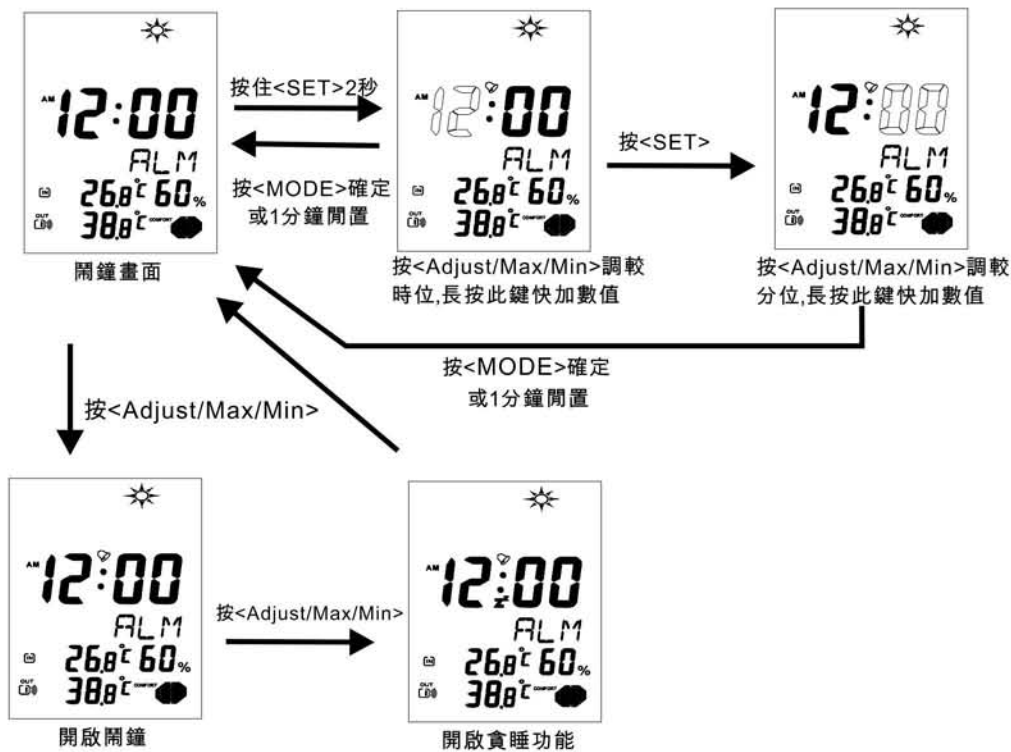 AM 12:00
ALM
IN 26.8℃ 60%
OUT 38.8℃ COMFORT
鬧鐘畫面
按住<SET>2秒
按<MODE>確定
或1分鐘閒置
AM 12:00
ALM
IN 26.8℃ 60%
OUT 38.8℃ COMFORT
按<Adjust/Max/Min>調較
時位,長按此鍵快加數值
按<SET>
AM 12:00
ALM
IN 26.8℃ 60%
OUT 38.8℃ COMFORT
按<Adjust/Max/Min>調較
分位,長按此鍵快加數值
按<MODE>確定
或1分鐘閒置
按<Adjust/Max/Min>
AM 12:00
ALM
IN 26.8℃ 60%
OUT 38.8℃ COMFORT
開啟鬧鐘
按<Adjust/Max/Min>
AM 12:00
zz
ALM
IN 26.8℃ 60%
OUT 38.8℃ COMFORT
開啟貪睡功能